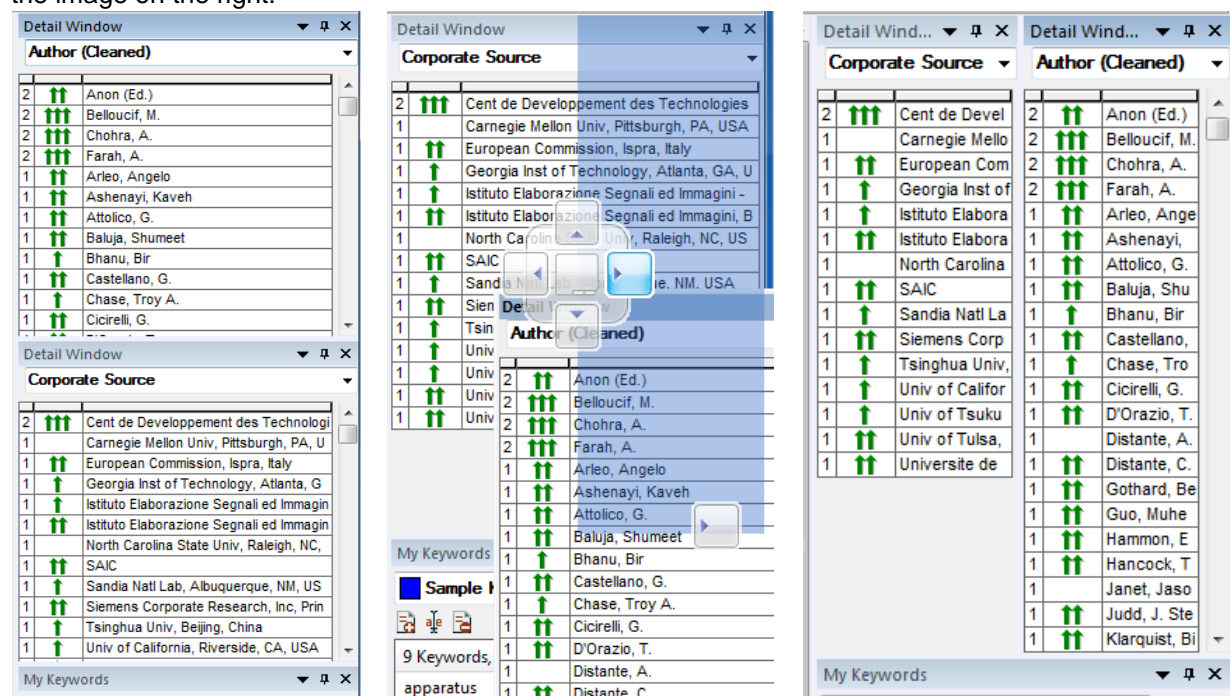 the image on the right.
Detail Window
Author (Cleaned)
2 Anon (Ed.)
2 Belloucif, M.
2 Chohra, A.
2 Farah, A.
1 Arleo, Angelo
1 Ashenayi, Kaveh
1 Attolico, G.
1 Baluja, Shumeet
1 Bhanu, Bir
1 Castellano, G.
1 Chase, Troy A.
1 Cicirelli, G.
Detail Window
Corporate Source
2 Cent de Developpement des Technologi
1 Carnegie Mellon Univ, Pittsburgh, PA, U
1 European Commission, Ispra, Italy
1 Georgia Inst of Technology, Atlanta, G
1 Istituto Elaborazione Segnali ed Immagin
1 Istituto Elaborazione Segnali ed Immagin
1 North Carolina State Univ, Raleigh, NC,
1 SAIC
1 Sandia Natl Lab, Albuquerque, NM, US
1 Siemens Corporate Research, Inc, Prin
1 Tsinghua Univ, Beijing, China
1 Univ of California, Riverside, CA, USA
My Keywords
Detail Window
Corporate Source
2 Cent de Developpement des Technologies
1 Carnegie Mellon Univ, Pittsburgh, PA, USA
1 European Commission, Ispra, Italy
1 Georgia Inst of Technology, Atlanta, GA, U
1 Istituto Elaborazione Segnali ed Immagini -
1 Istituto Elaborazione Segnali ed Immagini, B
1 North Carolina Univ, Raleigh, NC, US
1 SAIC
1 Sandia NM, USA
1 Siem
1 Tsin
1 Univ
1 Univ
1 Univ
1 Univ
Detail
Author (Cleaned)
2 Anon (Ed.)
2 Belloucif, M.
2 Chohra, A.
2 Farah, A.
1 Arleo, Angelo
1 Ashenayi, Kaveh
1 Attolico, G.
1 Baluja, Shumeet
1 Bhanu, Bir
1 Castellano, G.
1 Chase, Troy A.
1 Cicirelli, G.
1 D'Orazio, T.
1 Distante, A.
1 Distante, C.
My Keywords
Sample
9 Keywords,
apparatus
Detail Wind...
Corporate Source
2 Cent de Devel
1 Carnegie Mello
1 European Com
1 Georgia Inst of
1 Istituto Elabora
1 Istituto Elabora
1 North Carolina
1 SAIC
1 Sandia Natl La
1 Siemens Corp
1 Tsinghua Univ,
1 Univ of Califor
1 Univ of Tsuku
1 Univ of Tulsa,
1 Universite de
Detail Wind...
Author (Cleaned)
2 Anon (Ed.)
2 Belloucif, M.
2 Chohra, A.
2 Farah, A.
1 Arleo, Ange
1 Ashenayi,
1 Attolico, G.
1 Baluja, Shu
1 Bhanu, Bir
1 Castellano,
1 Chase, Tro
1 Cicirelli, G.
1 D'Orazio, T.
1 Distante, A.
1 Distante, C.
1 Gothard, Be
1 Guo, Muhe
1 Hammon, E
1 Hancock, T
1 Janet, Jaso
1 Judd, J. Ste
1 Klarquist, Bi
My Keywords